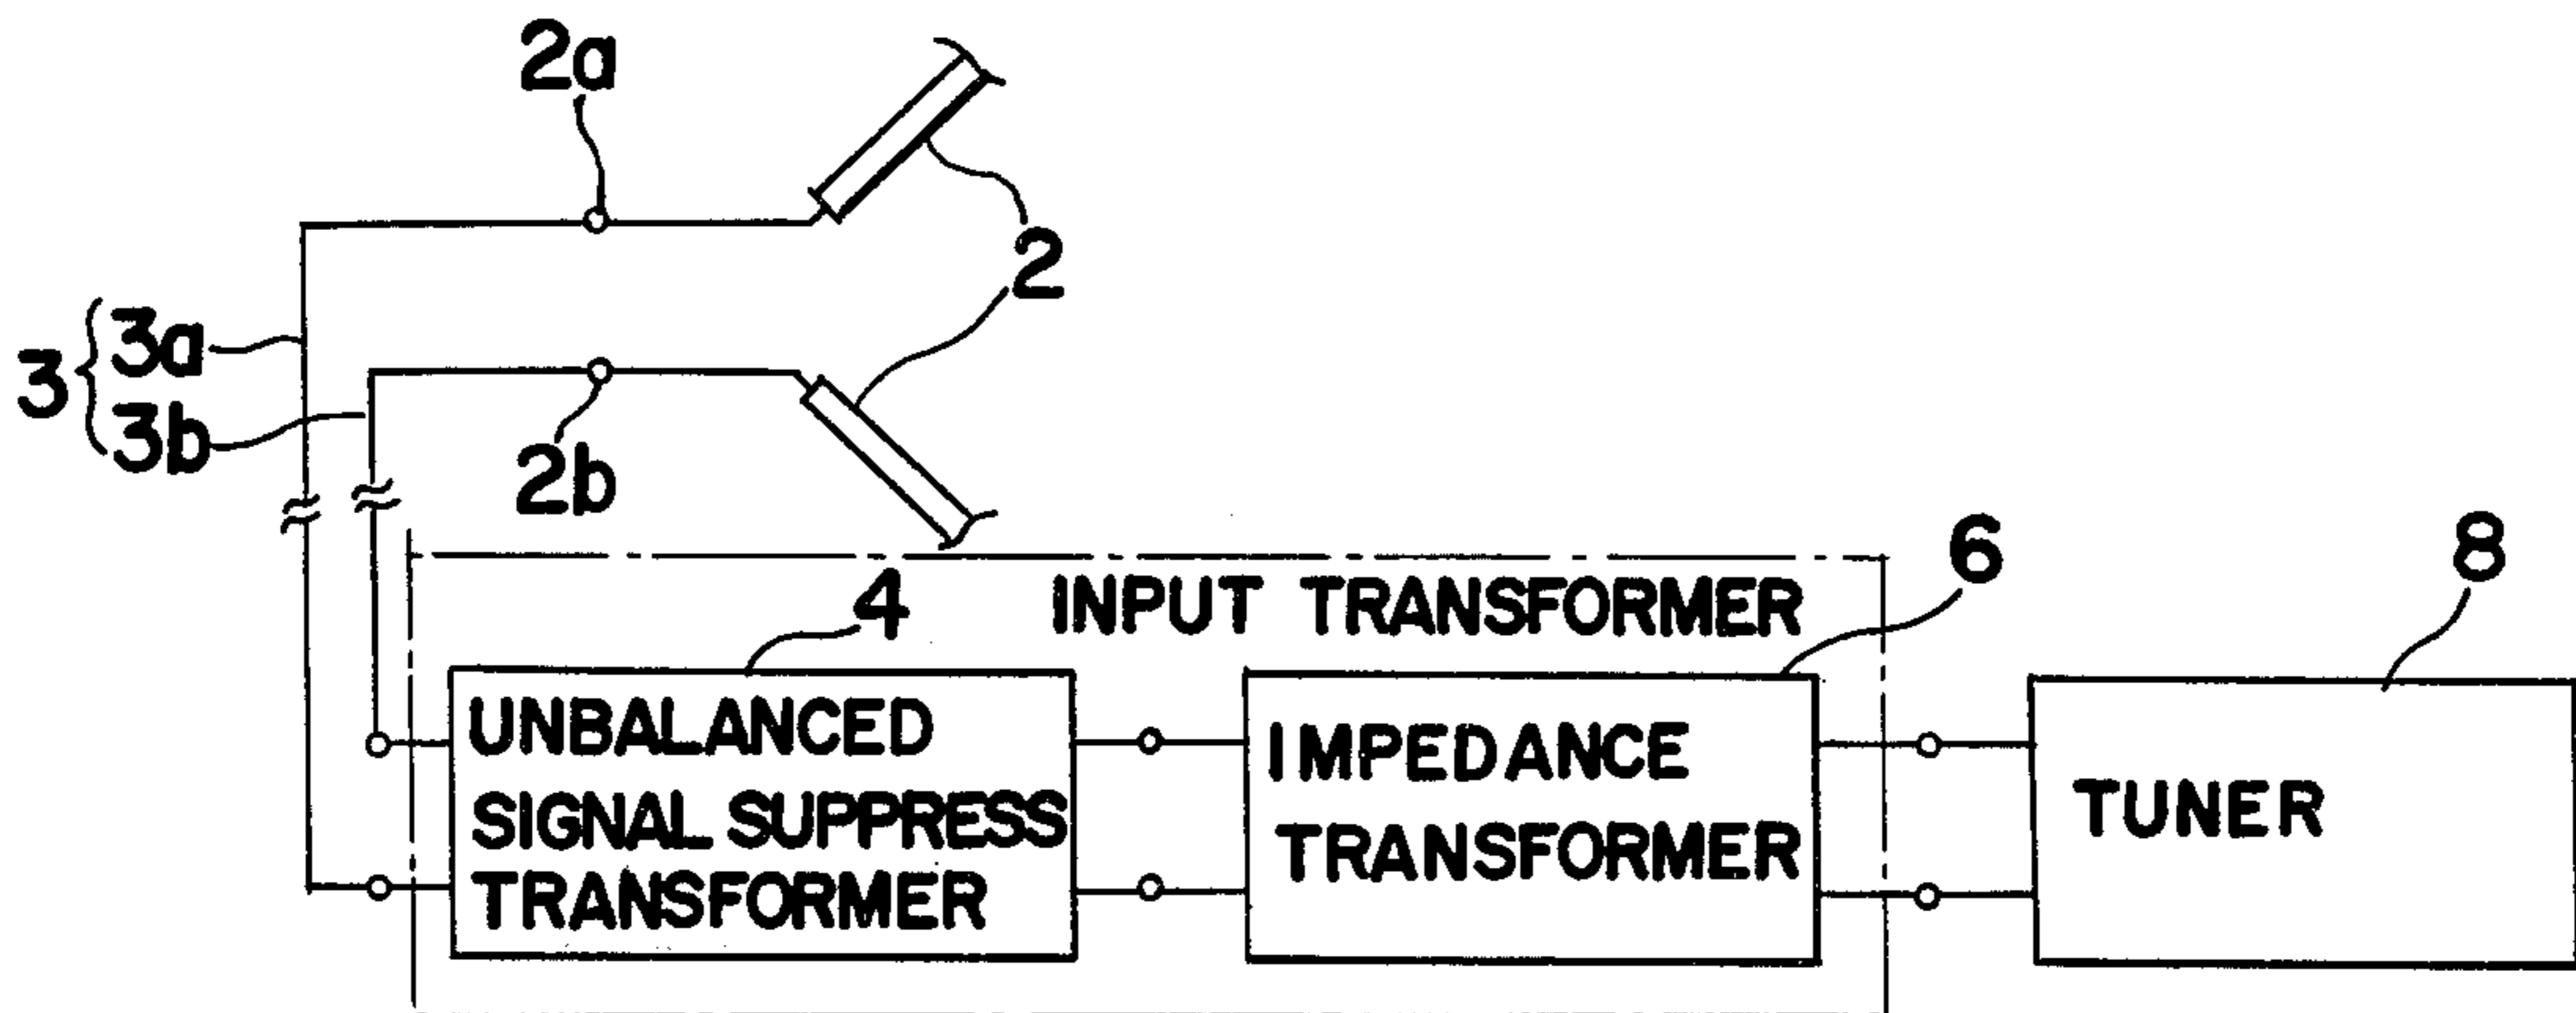 2a
2
3 { 3a
3b
2b
4
INPUT TRANSFORMER
6
8
UNBALANCED
SIGNAL SUPPRESS
TRANSFORMER
IMPEDANCE
TRANSFORMER
TUNER